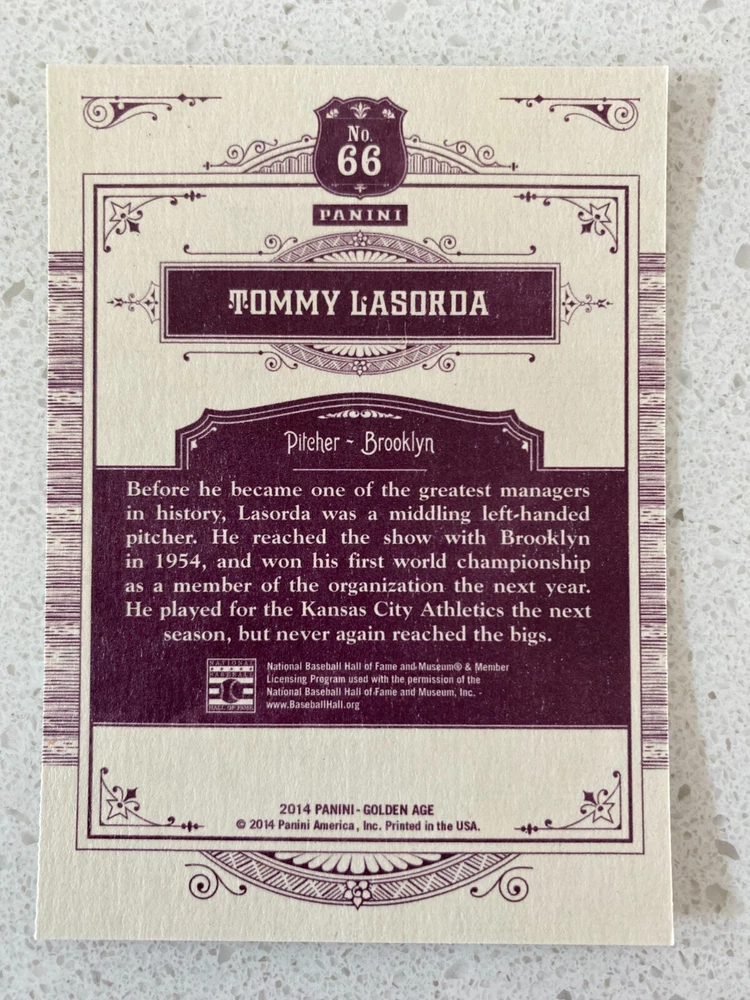 No.
66
PANINI
TOMMY LASORDA
Pitcher ~ Brooklyn
Before he became one of the greatest managers
in history, Lasorda was a middling left-handed
pitcher. He reached the show with Brooklyn
in 1954, and won his first world championship
as a member of the organization the next year.
He played for the Kansas City Athletics the next
season, but never again reached the bigs.
NATIONAL
BASEBALL
HALL OF FAME
National Baseball Hall of Fame and Museum® & Member
Licensing Program used with the permission of the
National Baseball Hall of Fame and Museum, Inc. -
www.BaseballHall.org
2014 PANINI - GOLDEN AGE
© 2014 Panini America, Inc. Printed in the USA.